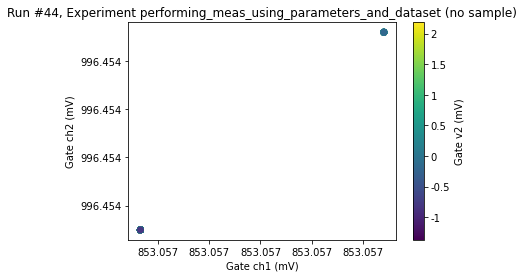 Run #44, Experiment performing_meas_using_parameters_and_dataset (no sample)
996.454
996.454
996.454
996.454
Gate ch2 (mV)
853.057 853.057 853.057 853.057 853.057
Gate ch1 (mV)
2
1.5
1
0.5
0
-0.5
-1
Gate v2 (mV)